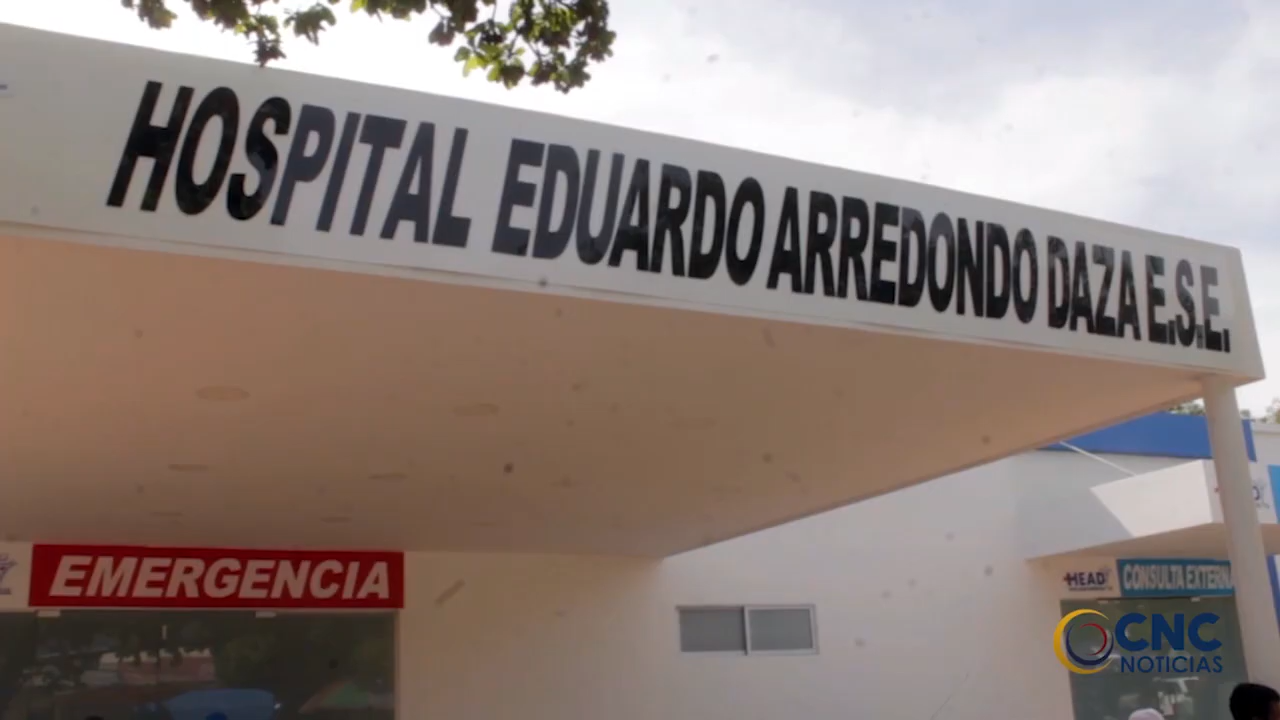 HOSPITAL EDUARDO ARREDONDO DAZA E.S.E.
EMERGENCIA
HEAD
CONSULTA EXTERNA
CNC
NOTICIAS